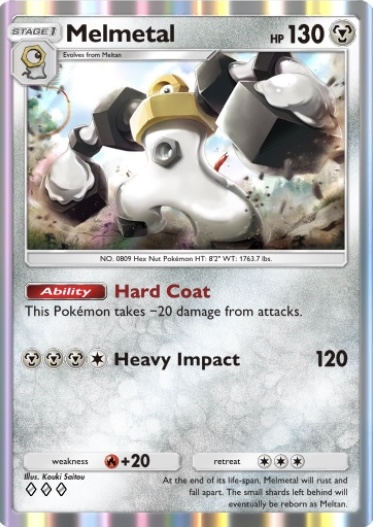 STAGE 1
Melmetal
HP 130
Evolves from Meltan
NO: 0809 Hex Nut Pokémon HT: 8'2" WT: 1763.7 lbs.
Ability Hard Coat
This Pokémon takes −20 damage from attacks.
Heavy Impact 120
weakness +20 retreat
Illus. Kouki Saitou
At the end of its life-span, Melmetal will rust and
fall apart. The small shards left behind will
eventually be reborn as Meltan.